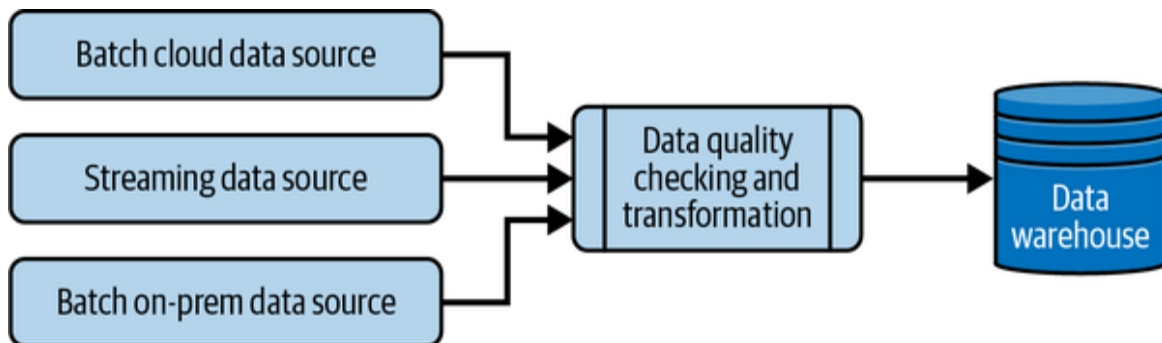 Batch cloud data source
Streaming data source
Batch on-prem data source
Data quality
checking and
transformation
Data
warehouse